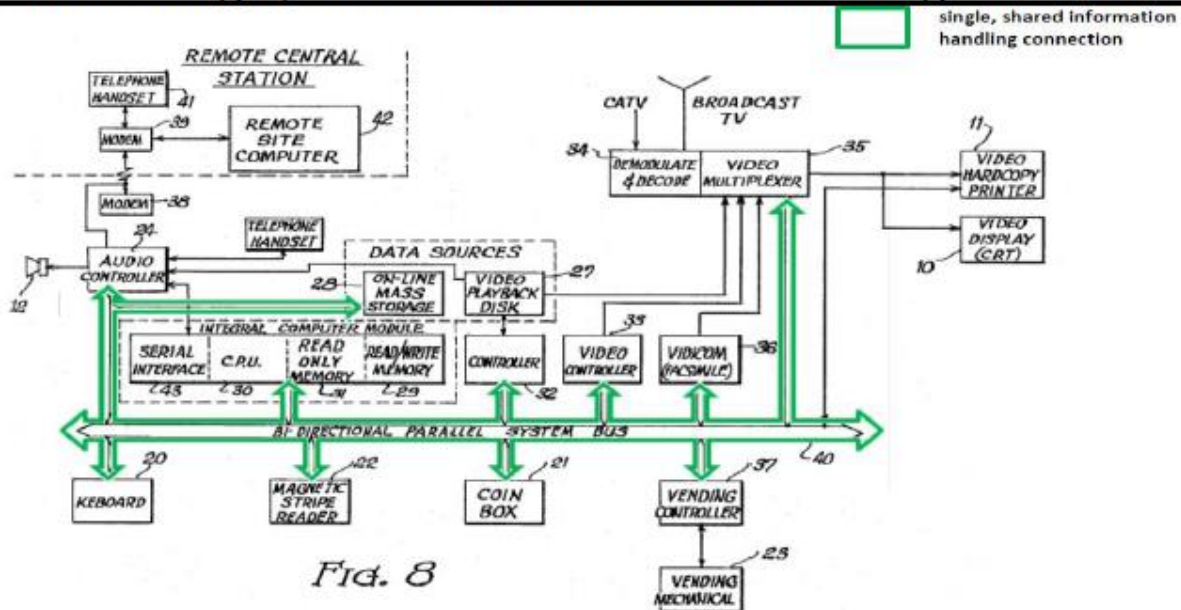 single, shared information
handling connection
REMOTE CENTRAL
STATION
TELEPHONE
HANDSET
41
MODEM
39
REMOTE
SITE
COMPUTER
42
MODEM
38
24
AUDIO
CONTROLLER
12
TELEPHONE
HANDSET
CATV
BROADCAST
TV
34
DEMODULATE
& DECODE
VIDEO
MULTIPLEXER
35
11
VIDEO
HARDCOPY
PRINTER
VIDEO
DISPLAY
(CRT)
10
DATA SOURCES
28
ON-LINE
MASS
STORAGE
VIDEO
PLAYBACK
DISK
27
INTEGRAL COMPUTER MODULE
SERIAL
INTERFACE
C.P.U.
READ
ONLY
MEMORY
READ/WRITE
MEMORY
43
30
31
29
CONTROLLER
32
33
VIDEO
CONTROLLER
VIDICOM
(FACSIMILE)
36
BI-DIRECTIONAL PARALLEL SYSTEM BUS
40
20
KEBOARD
22
MAGNETIC
STRIPE
READER
21
COIN
BOX
37
VENDING
CONTROLLER
23
VENDING
MECHANICAL
FIG. 8